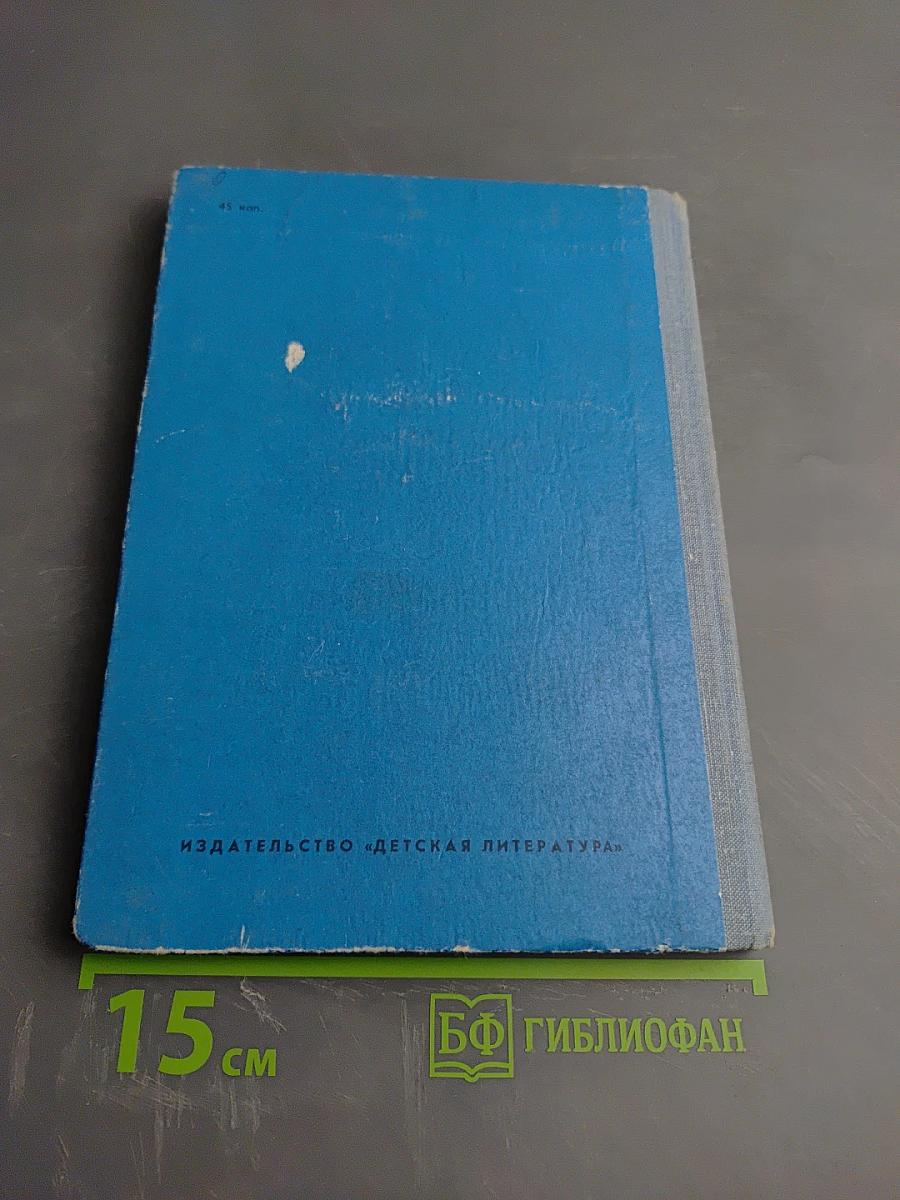 45 коп.
ИЗДАТЕЛЬСТВО «ДЕТСКАЯ ЛИТЕРАТУРА»
15 см
БФ ГИБЛИОФАН